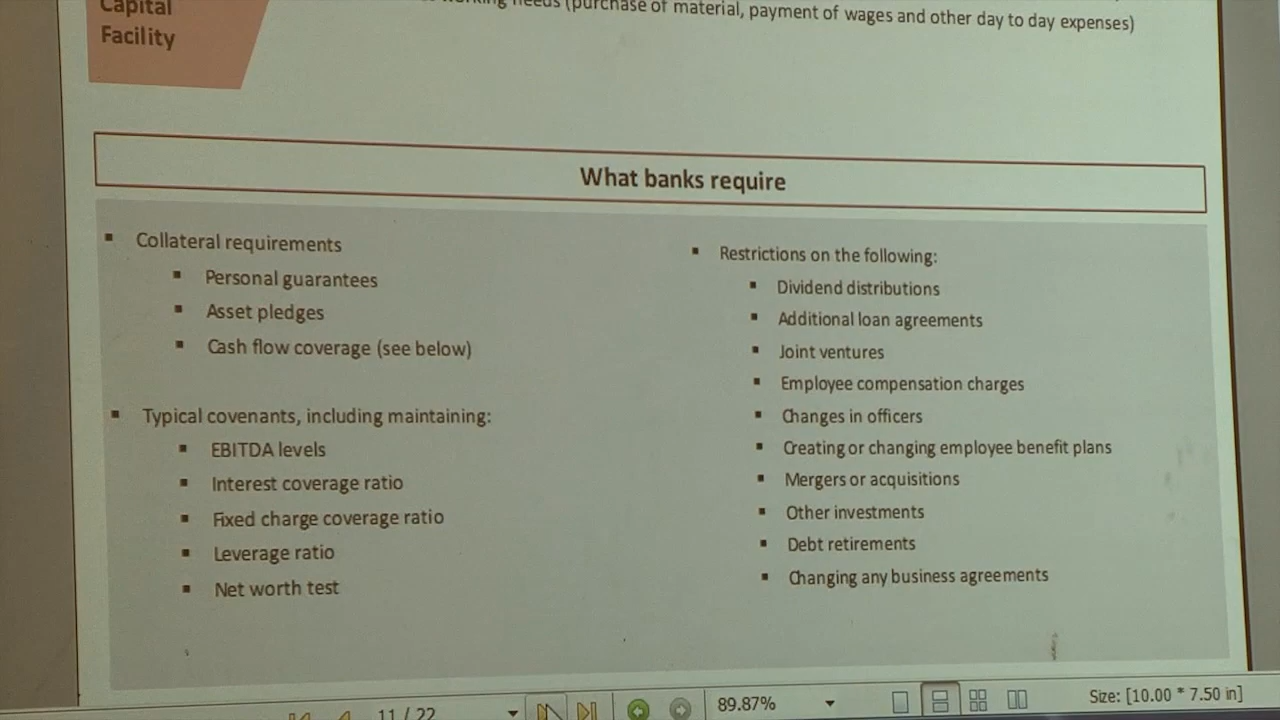 Capital
Facility
needs (purchase of material, payment of wages and other day to day expenses)
What banks require
Collateral requirements
Personal guarantees
Asset pledges
Cash flow coverage (see below)
Typical covenants, including maintaining:
EBITDA levels
Interest coverage ratio
Fixed charge coverage ratio
Leverage ratio
Net worth test
Restrictions on the following:
Dividend distributions
Additional loan agreements
Joint ventures
Employee compensation charges
Changes in officers
Creating or changing employee benefit plans
Mergers or acquisitions
Other investments
Debt retirements
Changing any business agreements
11 / 22
89.87%
Size: [10.00 * 7.50 in]